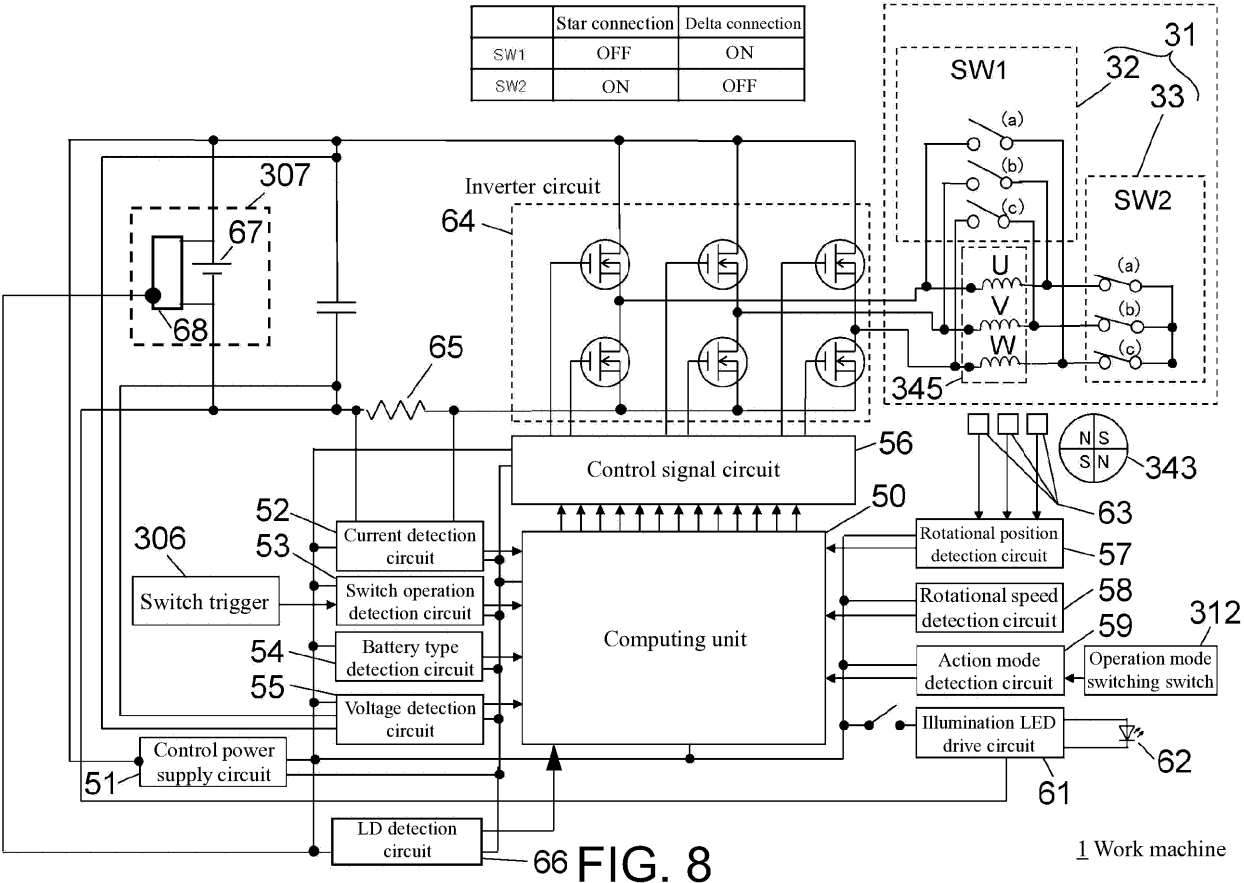 Star connection Delta connection
SW1 OFF ON
SW2 ON OFF
31
SW1
32
33
(a)
(b)
(c)
SW2
307
67
68
Inverter circuit
64
65
U
V
W
345
(a)
(b)
(c)
N S
S N
343
63
Control signal circuit
56
50
52
Current detection
circuit
53
306
Switch trigger
Switch operation
detection circuit
54
Battery type
detection circuit
55
Voltage detection
circuit
Control power
supply circuit
51
Computing unit
Rotational position
detection circuit
57
Rotational speed
detection circuit
58
59
Action mode
detection circuit
312
Operation mode
switching switch
Illumination LED
drive circuit
61
62
LD detection
circuit
66
FIG. 8
1 Work machine